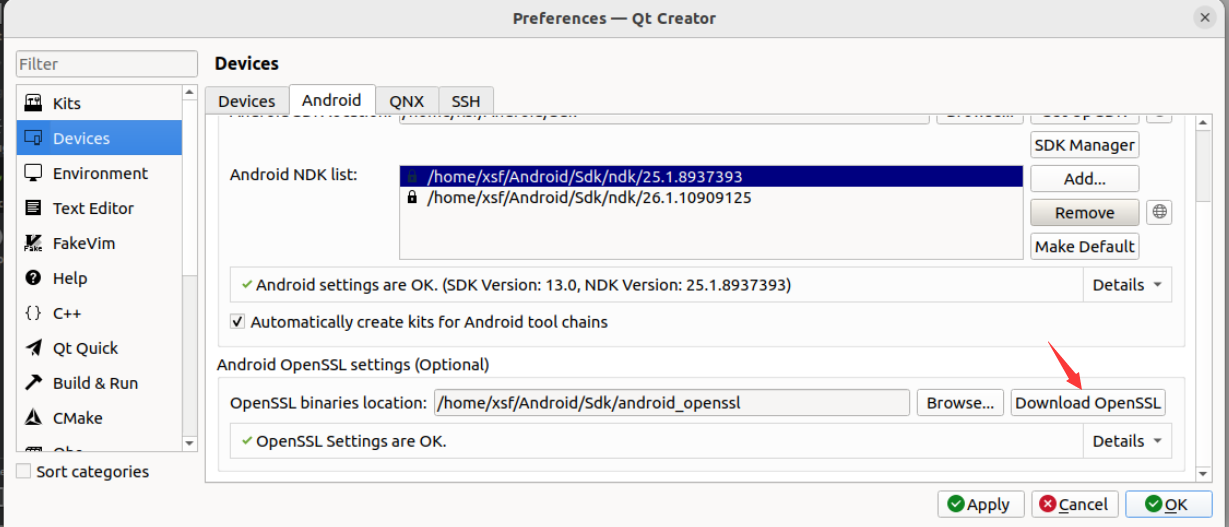 Preferences — Qt Creator
Filter
Kits
Devices
Environment
Text Editor
FakeVim
Help
C++
Qt Quick
Build & Run
CMake
Sort categories
Devices
Devices Android QNX SSH
SDK Manager
Android NDK list:
/home/xsf/Android/Sdk/ndk/25.1.8937393
/home/xsf/Android/Sdk/ndk/26.1.10909125
Add...
Remove
Make Default
Android settings are OK. (SDK Version: 13.0, NDK Version: 25.1.8937393)
Details
Automatically create kits for Android tool chains
Android OpenSSL settings (Optional)
OpenSSL binaries location: /home/xsf/Android/Sdk/android_openssl Browse... Download OpenSSL
OpenSSL Settings are OK.
Details
Apply Cancel OK